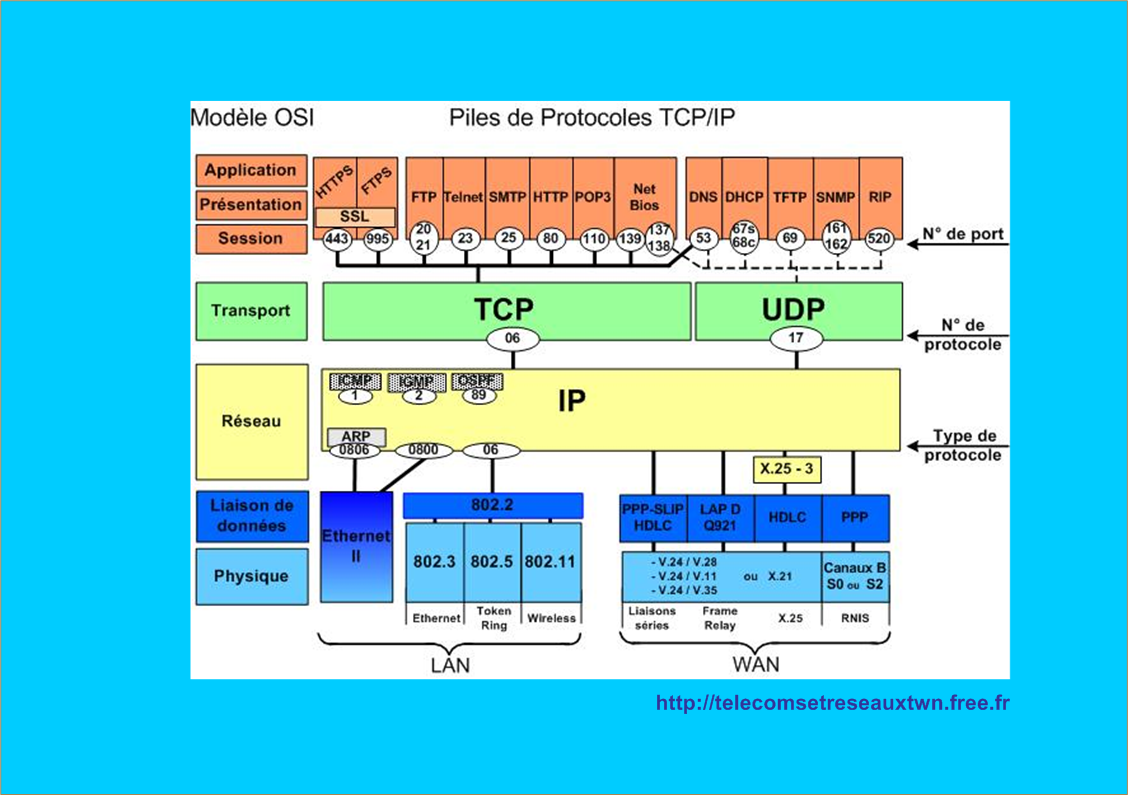 Modèle OSI
Piles de Protocoles TCP/IP
Application
Présentation
Session
HTTPS
FTPS
SSL
443
995
FTP
20
21
Telnet
23
SMTP
25
HTTP
80
POP3
110
Net
Bios
139
137
138
DNS
53
DHCP
67s
68c
TFTP
69
SNMP
161
162
RIP
520
N° de port
Transport
TCP
06
UDP
17
N° de
protocole
Réseau
ICMP
1
IGMP
2
OSPF
89
IP
ARP
0806
0800
06
Type de
protocole
X.25 - 3
Liaison de
données
Ethernet
II
802.2
PPP-SLIP
HDLC
LAP D
Q921
HDLC
PPP
Physique
802.3
802.5
802.11
- V.24 / V.28
- V.24 / V.11
- V.24 / V.35
ou X.21
Canaux B
S0 ou S2
Ethernet
Token
Ring
Wireless
Liaisons
séries
Frame
Relay
X.25
RNIS
LAN
WAN
http://telecomsetreseauxtwn.free.fr